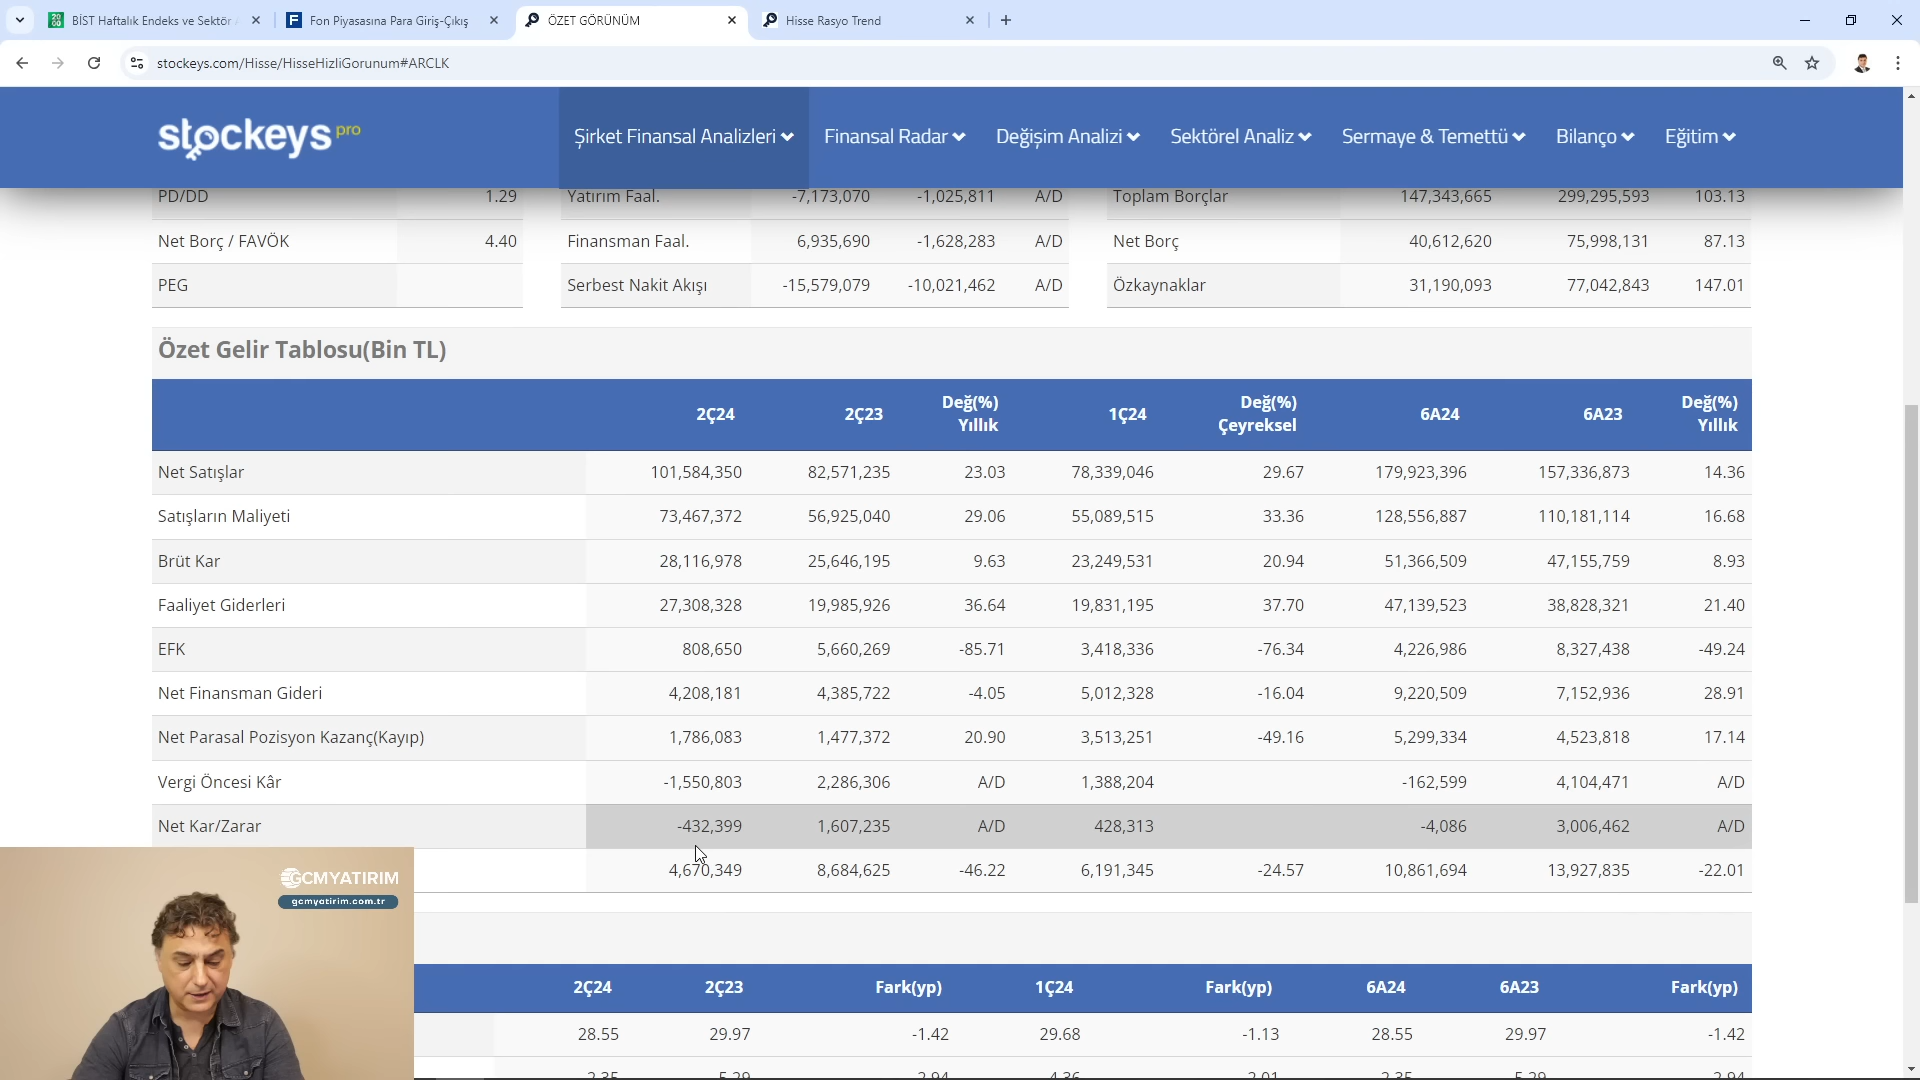 BİST Haftalık Endeks ve Sektör
Fon Piyasasına Para Giriş-Çıkış
ÖZET GÖRÜNÜM
Hisse Rasyo Trend
stockeys.com/Hisse/HisseHizliGorunum#ARCLK
stockeys pro
Şirket Finansal Analizleri
Finansal Radar
Değişim Analizi
Sektörel Analiz
Sermaye & Temettü
Bilanço
Eğitim
PD/DD 1.29 Yatırım Faal. -7,173,070 -1,025,811 A/D Toplam Borçlar 147,343,665 299,295,593 103.13
Net Borç / FAVÖK 4.40 Finansman Faal. 6,935,690 -1,628,283 A/D Net Borç 40,612,620 75,998,131 87.13
PEG Serbest Nakit Akışı -15,579,079 -10,021,462 A/D Özkaynaklar 31,190,093 77,042,843 147.01
Özet Gelir Tablosu(Bin TL)
2Ç24 2Ç23 Değ(%) Yıllık 1Ç24 Değ(%) Çeyreksel 6A24 6A23 Değ(%) Yıllık
Net Satışlar 101,584,350 82,571,235 23.03 78,339,046 29.67 179,923,396 157,336,873 14.36
Satışların Maliyeti 73,467,372 56,925,040 29.06 55,089,515 33.36 128,556,887 110,181,114 16.68
Brüt Kar 28,116,978 25,646,195 9.63 23,249,531 20.94 51,366,509 47,155,759 8.93
Faaliyet Giderleri 27,308,328 19,985,926 36.64 19,831,195 37.70 47,139,523 38,828,321 21.40
EFK 808,650 5,660,269 -85.71 3,418,336 -76.34 4,226,986 8,327,438 -49.24
Net Finansman Gideri 4,208,181 4,385,722 -4.05 5,012,328 -16.04 9,220,509 7,152,936 28.91
Net Parasal Pozisyon Kazanç(Kayıp) 1,786,083 1,477,372 20.90 3,513,251 -49.16 5,299,334 4,523,818 17.14
Vergi Öncesi Kâr -1,550,803 2,286,306 A/D 1,388,204 -162,599 4,104,471 A/D
Net Kar/Zarar -432,399 1,607,235 A/D 428,313 -4,086 3,006,462 A/D
4,670,349 8,684,625 -46.22 6,191,345 -24.57 10,861,694 13,927,835 -22.01
GCMYATIRIM
gcmyatirim.com.tr
2Ç24 2Ç23 Fark(yp) 1Ç24 Fark(yp) 6A24 6A23 Fark(yp)
28.55 29.97 -1.42 29.68 -1.13 28.55 29.97 -1.42